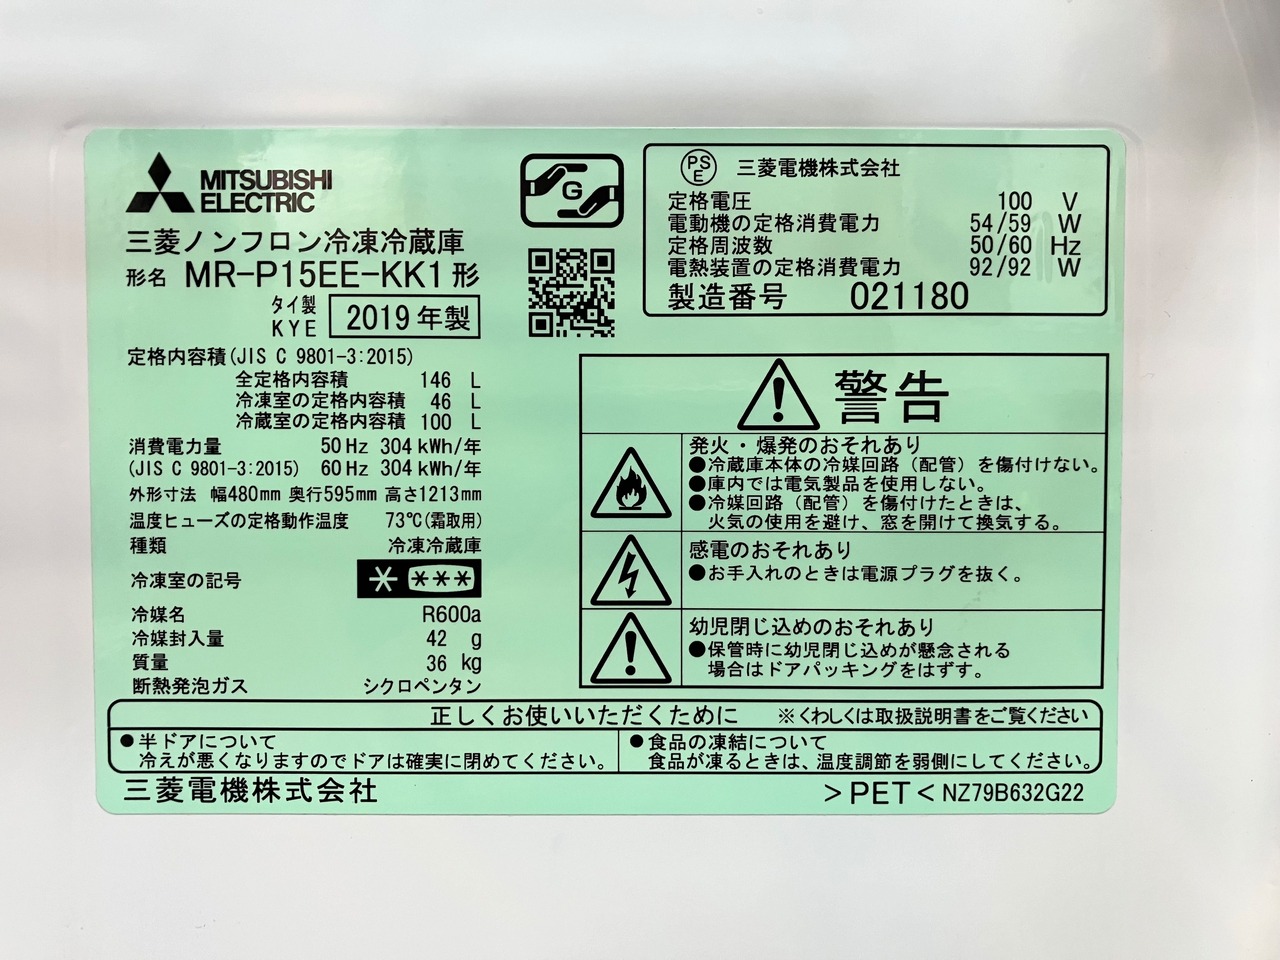 MITSUBISHI
ELECTRIC
三菱ノンフロン冷凍冷蔵庫
形名 MR-P15EE-KK1形
タイ製
KYE 2019年製
定格内容積(JIS C 9801-3:2015)
全定格内容積 146 L
冷凍室の定格内容積 46 L
冷蔵室の定格内容積 100 L
消費電力量 50Hz 304kWh/年
(JIS C 9801-3:2015) 60Hz 304kWh/年
外形寸法 幅480mm 奥行595mm 高さ1213mm
温度ヒューズの定格動作温度 73℃(霜取用)
種類 冷凍冷蔵庫
冷凍室の記号 * ***
冷媒名 R600a
冷媒封入量 42 g
質量 36 kg
断熱発泡ガス シクロペンタン
G
PS
E 三菱電機株式会社
定格電圧 100 V
電動機の定格消費電力 54/59 W
定格周波数 50/60 Hz
電熱装置の定格消費電力 92/92 W
製造番号 021180
警告
発火・爆発のおそれあり
●冷蔵庫本体の冷媒回路(配管)を傷付けない。
●庫内では電気製品を使用しない。
●冷媒回路(配管)を傷付けたときは、
火気の使用を避け、窓を開けて換気する。
感電のおそれあり
●お手入れのときは電源プラグを抜く。
幼児閉じ込めのおそれあり
●保管時に幼児閉じ込めが懸念される
場合はドアパッキングをはずす。
正しくお使いいただくために ※くわしくは取扱説明書をご覧ください
●半ドアについて
冷えが悪くなりますのでドアは確実に閉めてください。
●食品の凍結について
食品が凍るときは、温度調節を弱側にしてください。
三菱電機株式会社
>PET< NZ79B632G22